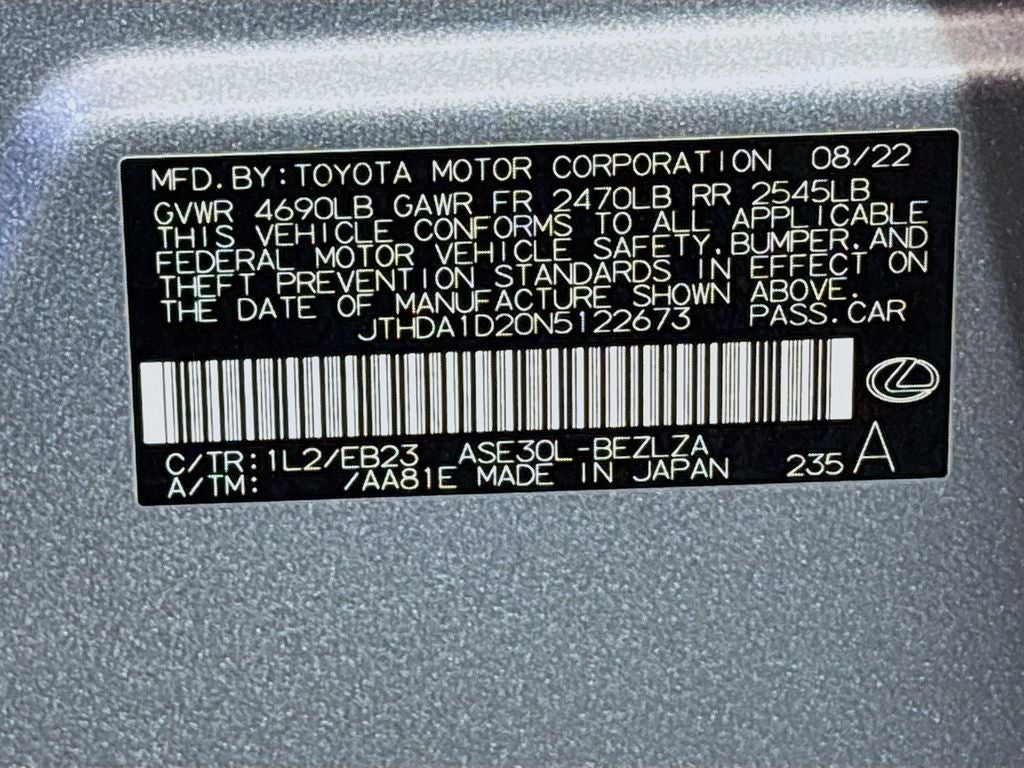 MFD.BY:TOYOTA MOTOR CORPORATION 08/22
GVWR 4690LB GAWR FR 2470LB RR 2545LB
THIS VEHICLE CONFORMS TO ALL APPLICABLE
FEDERAL MOTOR VEHICLE SAFETY,BUMPER,AND
THEFT PREVENTION STANDARDS IN EFFECT ON
THE DATE OF MANUFACTURE SHOWN ABOVE.
JTHDA1D20N5122673 PASS.CAR
C/TR:1L2/EB23 ASE30L-BEZLZA
A/TM: /AA81E MADE IN JAPAN 235 A